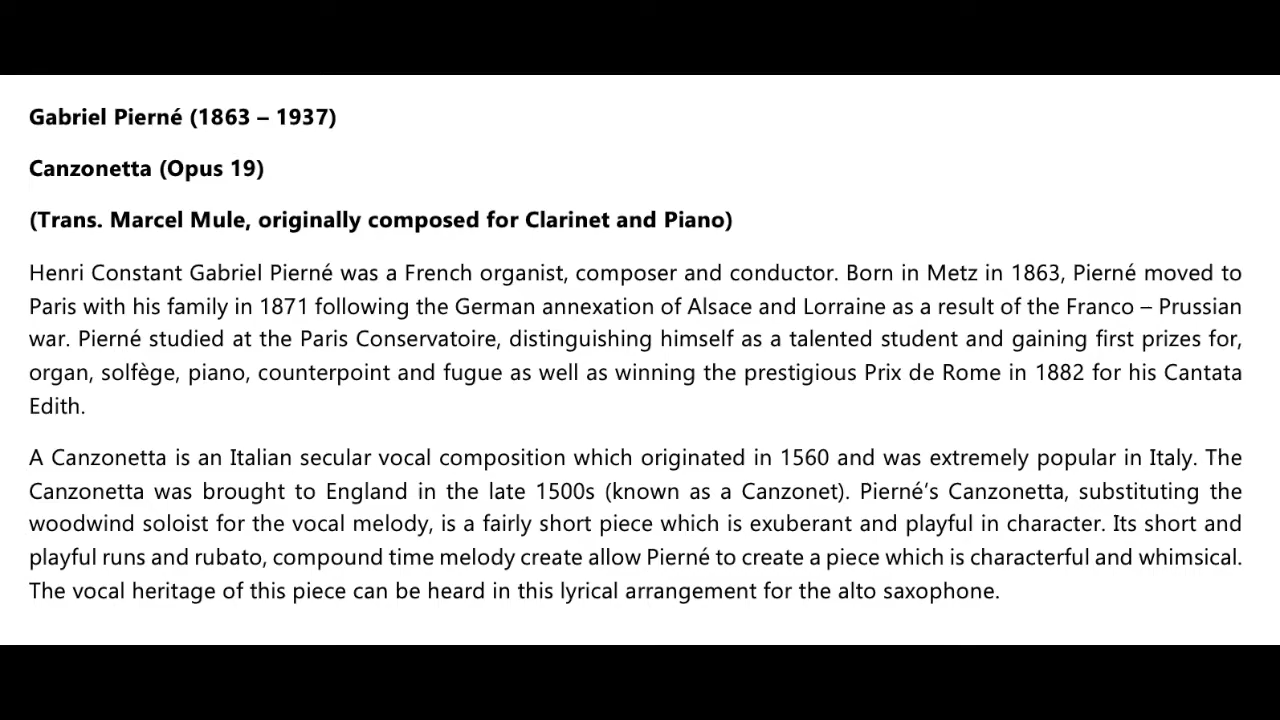 Gabriel Pierné (1863 – 1937)
Canzonetta (Opus 19)
(Trans. Marcel Mule, originally composed for Clarinet and Piano)
Henri Constant Gabriel Pierné was a French organist, composer and conductor. Born in Metz in 1863, Pierné moved to
Paris with his family in 1871 following the German annexation of Alsace and Lorraine as a result of the Franco – Prussian
war. Pierné studied at the Paris Conservatoire, distinguishing himself as a talented student and gaining first prizes for,
organ, solfège, piano, counterpoint and fugue as well as winning the prestigious Prix de Rome in 1882 for his Cantata
Edith.
A Canzonetta is an Italian secular vocal composition which originated in 1560 and was extremely popular in Italy. The
Canzonetta was brought to England in the late 1500s (known as a Canzonet). Pierné’s Canzonetta, substituting the
woodwind soloist for the vocal melody, is a fairly short piece which is exuberant and playful in character. Its short and
playful runs and rubato, compound time melody create allow Pierné to create a piece which is characterful and whimsical.
The vocal heritage of this piece can be heard in this lyrical arrangement for the alto saxophone.